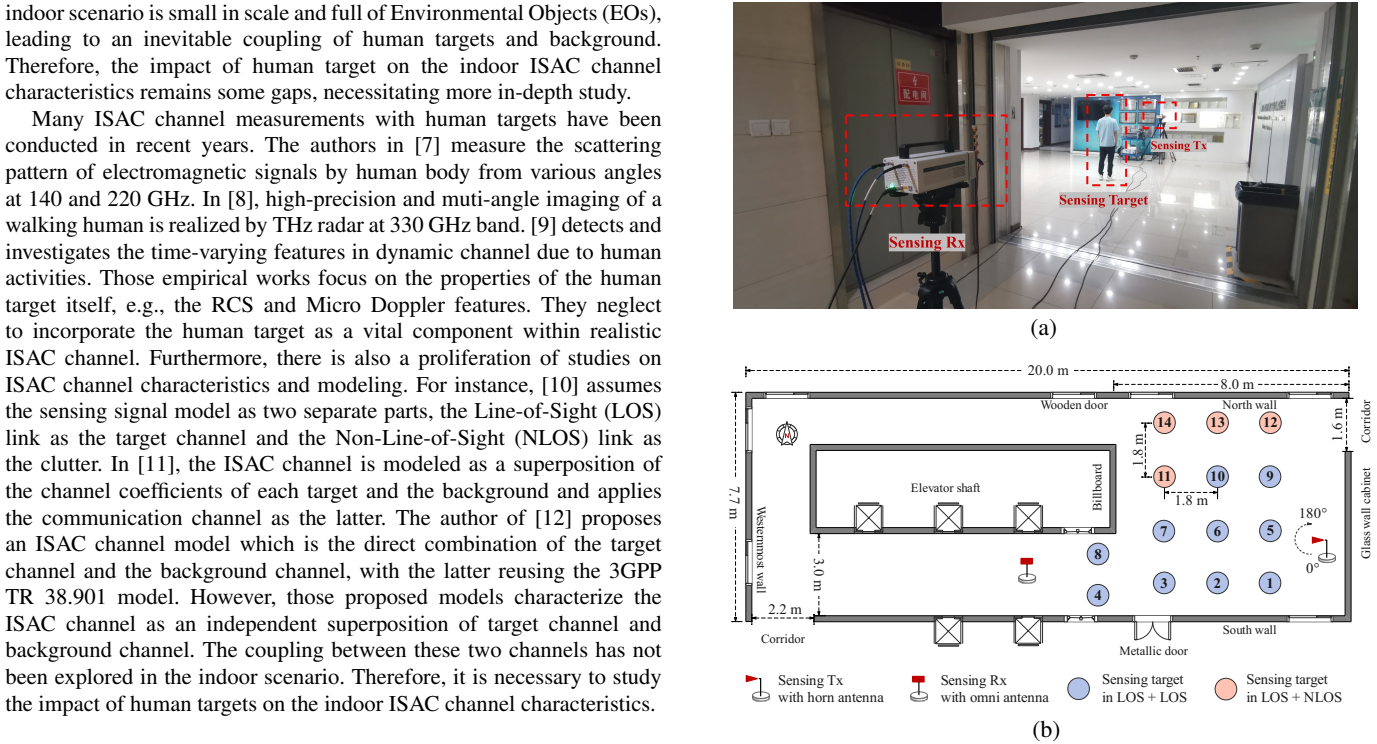 indoor scenario is small in scale and full of Environmental Objects (EOs),
leading to an inevitable coupling of human targets and background.
Therefore, the impact of human target on the indoor ISAC channel
characteristics remains some gaps, necessitating more in-depth study.
Many ISAC channel measurements with human targets have been
conducted in recent years. The authors in [7] measure the scattering
pattern of electromagnetic signals by human body from various angles
at 140 and 220 GHz. In [8], high-precision and muti-angle imaging of a
walking human is realized by THz radar at 330 GHz band. [9] detects and
investigates the time-varying features in dynamic channel due to human
activities. Those empirical works focus on the properties of the human
target itself, e.g., the RCS and Micro Doppler features. They neglect
to incorporate the human target as a vital component within realistic
ISAC channel. Furthermore, there is also a proliferation of studies on
ISAC channel characteristics and modeling. For instance, [10] assumes
the sensing signal model as two separate parts, the Line-of-Sight (LOS)
link as the target channel and the Non-Line-of-Sight (NLOS) link as
the clutter. In [11], the ISAC channel is modeled as a superposition of
the channel coefficients of each target and the background and applies
the communication channel as the latter. The author of [12] proposes
an ISAC channel model which is the direct combination of the target
channel and the background channel, with the latter reusing the 3GPP
TR 38.901 model. However, those proposed models characterize the
ISAC channel as an independent superposition of target channel and
background channel. The coupling between these two channels has not
been explored in the indoor scenario. Therefore, it is necessary to study
the impact of human targets on the indoor ISAC channel characteristics.
配电间
Sensing Tx
Sensing Target
Sensing Rx
(a)
20.0 m
8.0 m
Wooden door
North wall
Corridor
1.6 m
14
13
12
N
1.8 m
Billboard
11
10
9
Elevator shaft
1.8 m
7.7 m
Westernmost wall
Glass wall cabinet
180°
7
6
5
8
0°
3.0 m
4
3
2
1
2.2 m
Corridor
South wall
Metallic door
Sensing Tx
with horn antenna
Sensing Rx
with omni antenna
Sensing target
in LOS + LOS
Sensing target
in LOS + NLOS
(b)